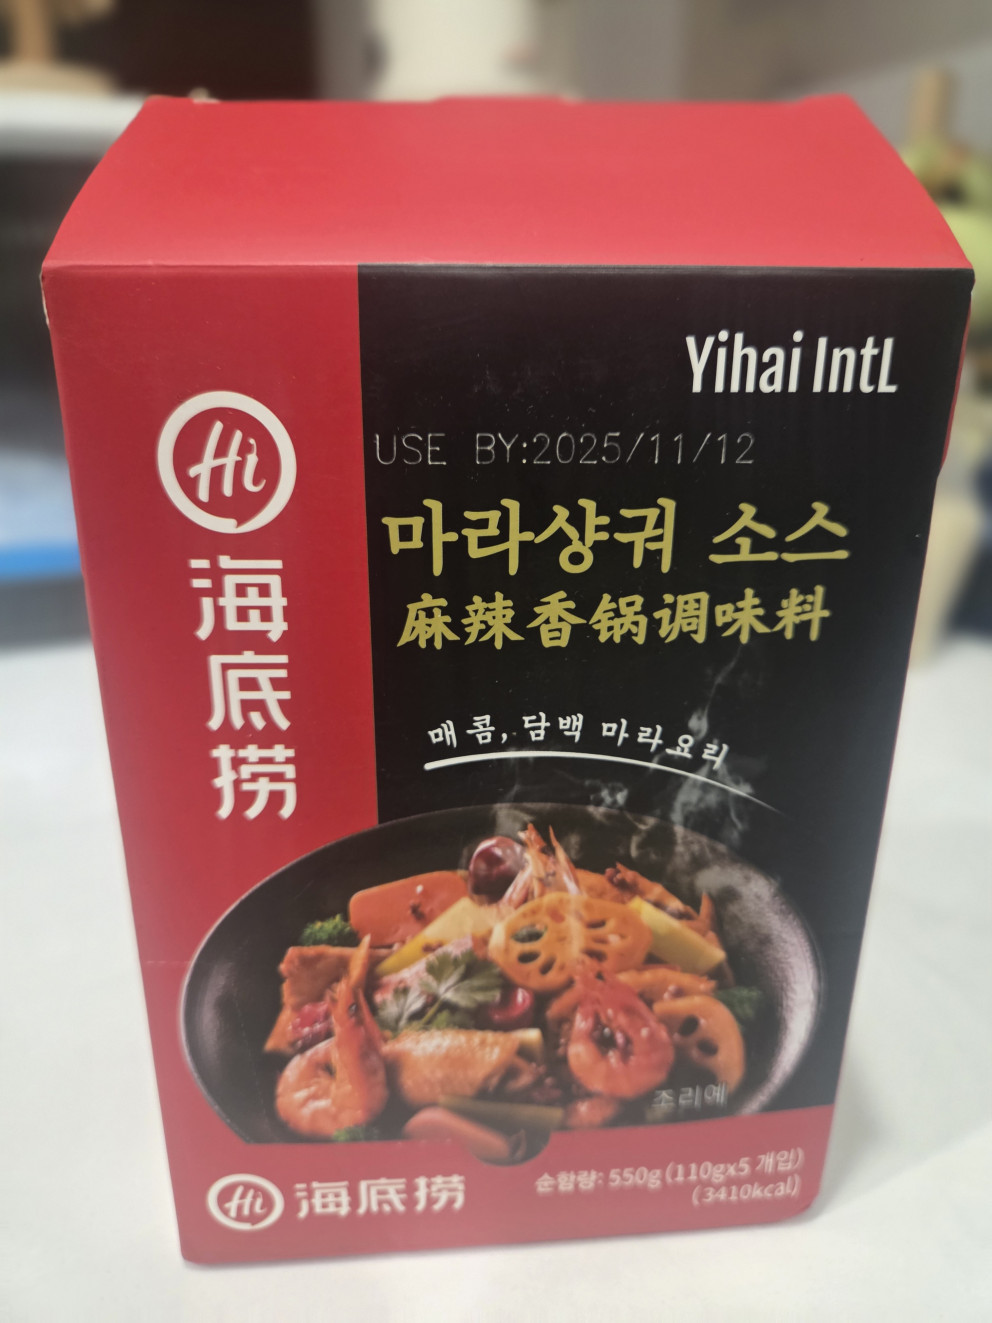 Yihai IntL
USE BY:2025/11/12
마라샹궈 소스
麻辣香锅调味料
매콤, 담백 마라요리
Hi
海底捞
조리예
Hi 海底捞
순함량: 550g (110gx5 개입)
(3410kcal)